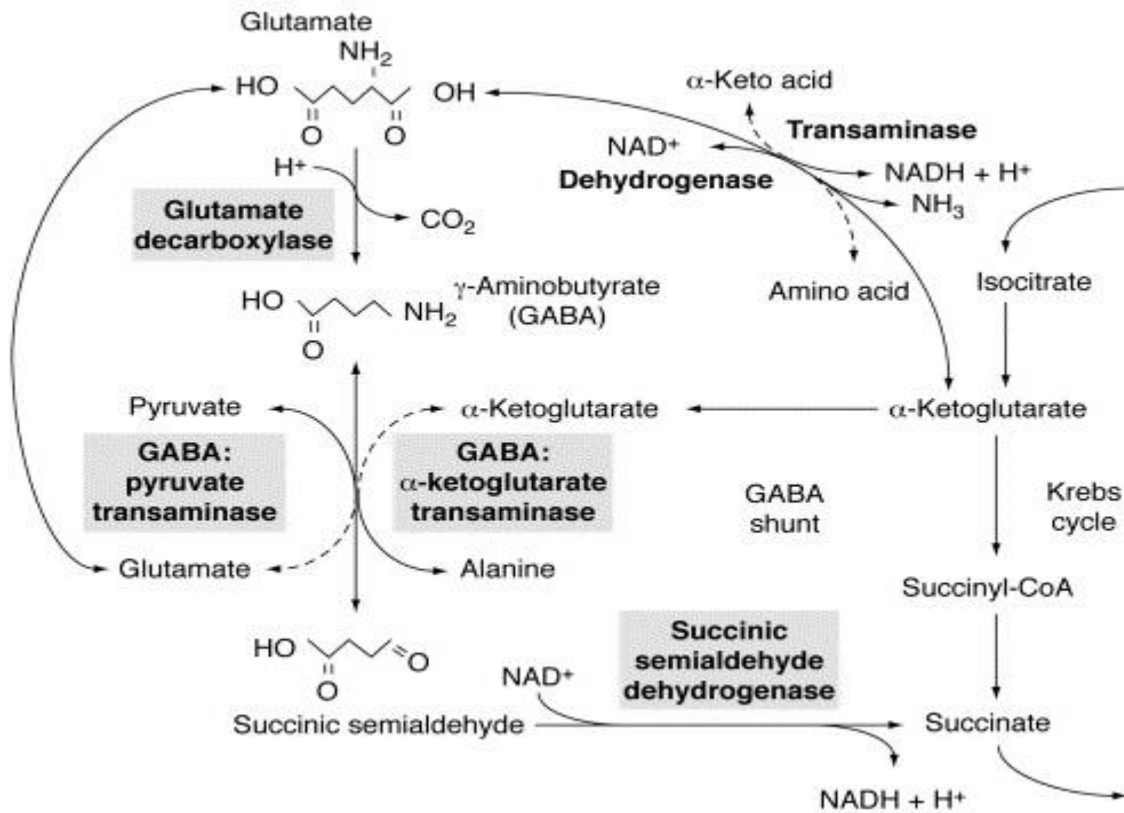 Glutamate
NH2
HO
OH
O
O
α-Keto acid
Transaminase
NAD+
Dehydrogenase
NADH + H+
NH3
H+
CO2
Glutamate
decarboxylase
Amino acid
Isocitrate
HO
NH2
O
γ-Aminobutyrate
(GABA)
Pyruvate
α-Ketoglutarate
α-Ketoglutarate
GABA:
pyruvate
transaminase
GABA:
α-ketoglutarate
transaminase
GABA
shunt
Krebs
cycle
Glutamate
Alanine
Succinyl-CoA
HO
O
O
Succinic
semialdehyde
dehydrogenase
NAD+
Succinic semialdehyde
Succinate
NADH + H+